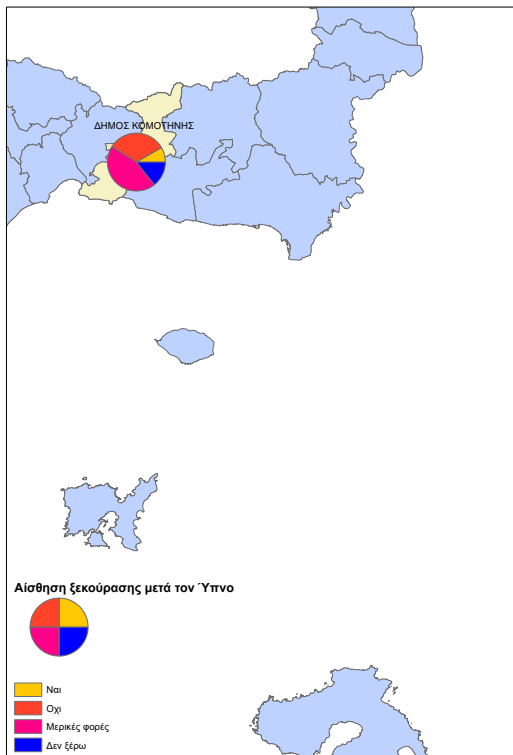 ΔΗΜΟΣ ΚΟΜΟΤΗΝΗΣ
Αίσθηση ξεκούρασης μετά τον Ύπνο
Ναι
Οχι
Μερικές φορές
Δεν ξέρω